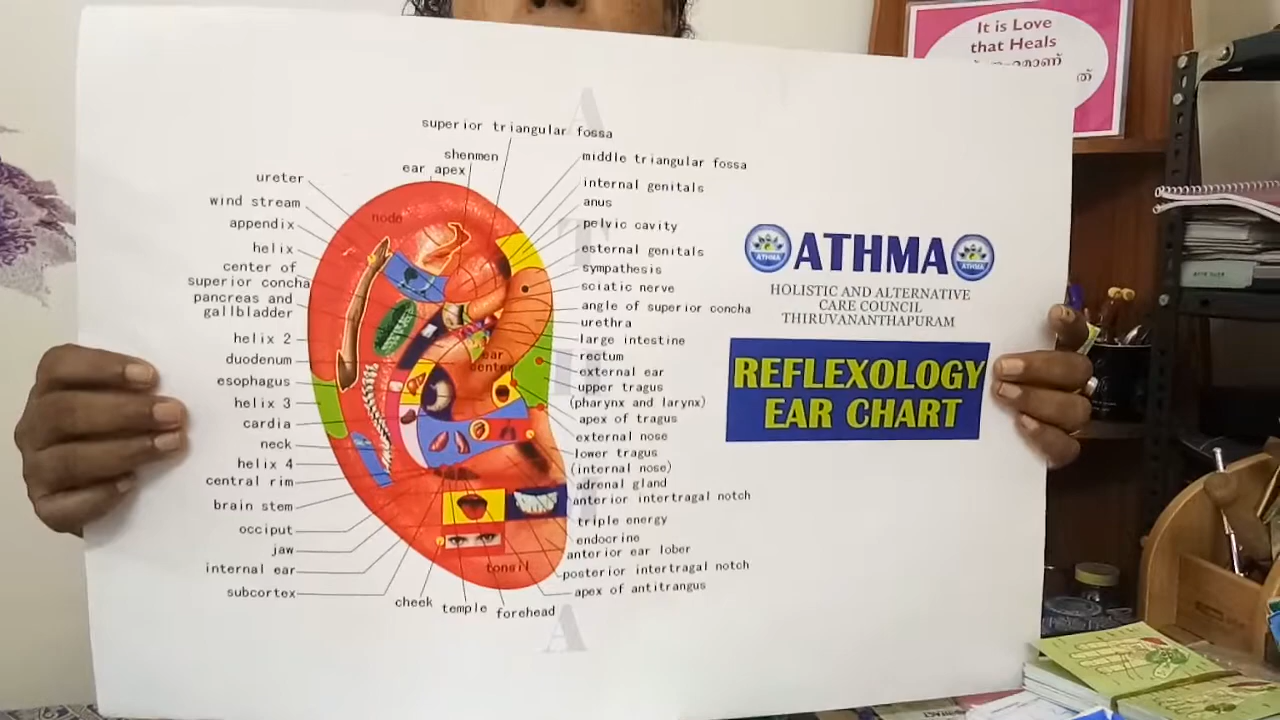 It is Love
that Heals
superior triangular fossa
shenmen
ear apex
middle triangular fossa
internal genitals
anus
pelvic cavity
esternal genitals
sympathesis
sciatic nerve
angle of superior concha
urethra
large intestine
rectum
external ear
upper tragus
(pharynx and larynx)
apex of tragus
external nose
lower tragus
(internal nose)
adrenal gland
anterior intertragal notch
triple energy
endocrine
anterior ear lober
posterior intertragal notch
apex of antitrangus
ureter
wind stream
appendix
helix
center of
superior concha
pancreas and
gallbladder
helix 2
duodenum
esophagus
helix 3
cardia
neck
helix 4
central rim
brain stem
occiput
jaw
internal ear
subcortex
cheek
temple
forehead
node
ear
center
tonsil
ATHMA
ATHMA
ATHMA
HOLISTIC AND ALTERNATIVE
CARE COUNCIL
THIRUVANANTHAPURAM
REFLEXOLOGY
EAR CHART